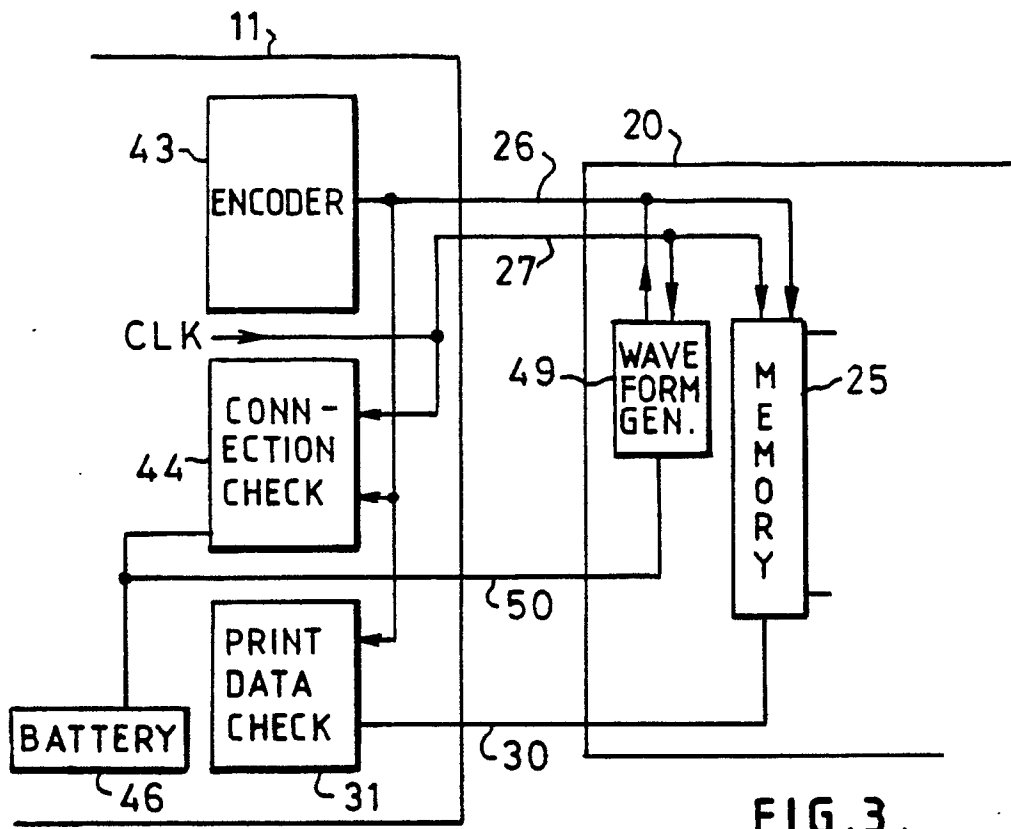 11
43
ENCODER
26
20
27
CLK
49
WAVE
FORM
GEN.
MEMORY
25
44
CONN-
ECTION
CHECK
50
PRINT
DATA
CHECK
30
BATTERY
46
31
FIG.3.